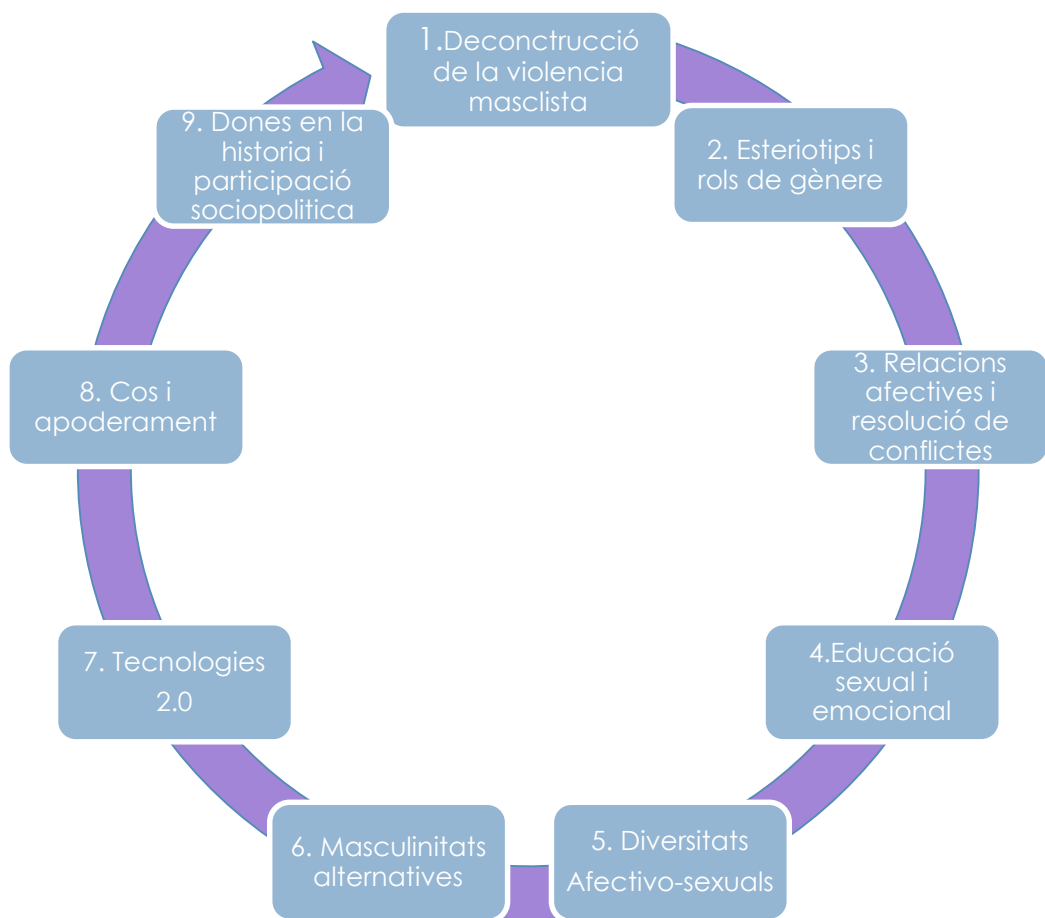 1.Deconctrucció
de la violencia
masclista
2. Esteriotips i
rols de gènere
3. Relacions
afectives i
resolució de
conflictes
4.Educació
sexual i
emocional
5. Diversitats
Afectivo-sexuals
6. Masculinitats
alternatives
7. Tecnologies
2.0
8. Cos i
apoderament
9. Dones en la
historia i
participació
sociopolitica